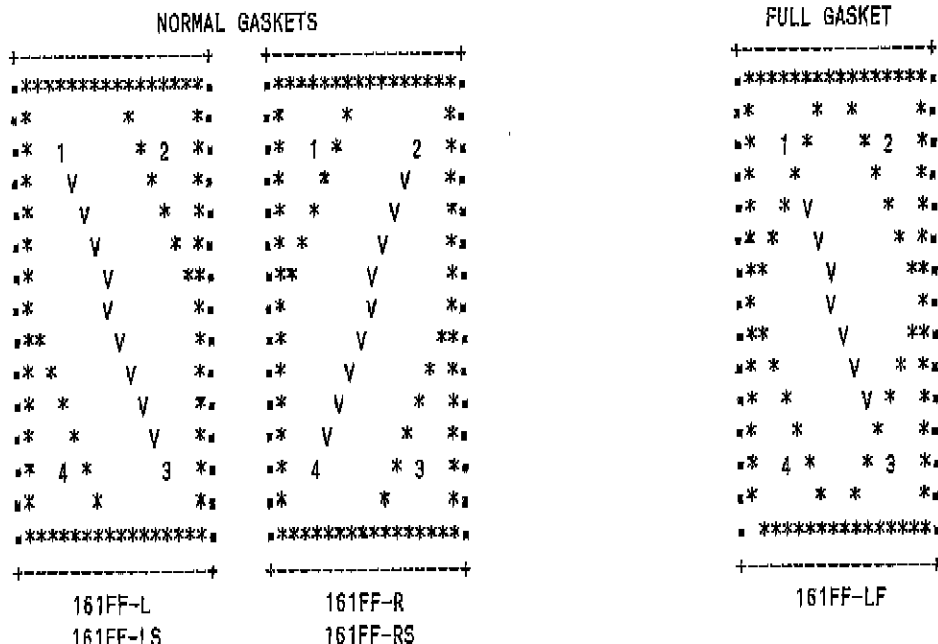 NORMAL GASKETS
FULL GASKET
+----------------+ +----------------+ +----------------+
.****************. .****************. .****************.
.* * *. .* * *. .* * * *.
.* 1 * 2 *. .* 1 * 2 *. .* 1 * * 2 *.
.* V * *. .* * V *. .* * * *.
.* V * *. .* * V *. .* * V * *.
.* V * *. .* * V *. .* * V * *.
.* V **. .** V *. .** V **.
.* V *. .* V *. .* V *.
.** V *. .* V **. .** V **.
.* * V *. .* V * *. .* * V * *.
.* * V *. .* V * *. .* * V * *.
.* * V *. .* V * *. .* * * *.
.* 4 * 3 *. .* 4 * 3 *. .* 4 * * 3 *.
.* * *. .* * *. .* * * *.
.****************. .****************. . ***************.
+----------------+ +----------------+ +----------------+
161FF-L 161FF-R 161FF-LF
161FF-LS 161FF-RS